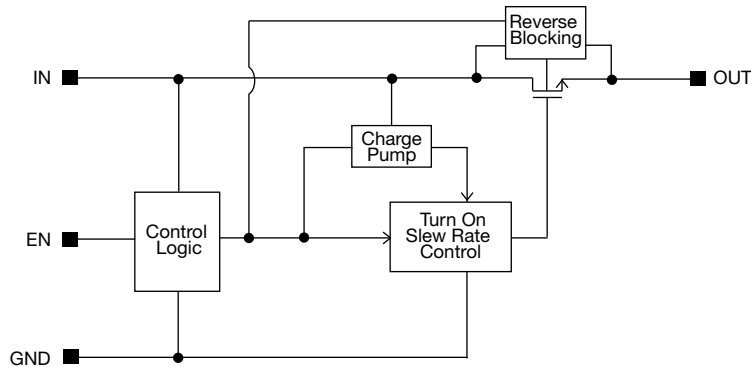 Reverse
Blocking
IN
OUT
Charge
Pump
Control
Logic
Turn On
Slew Rate
Control
EN
GND